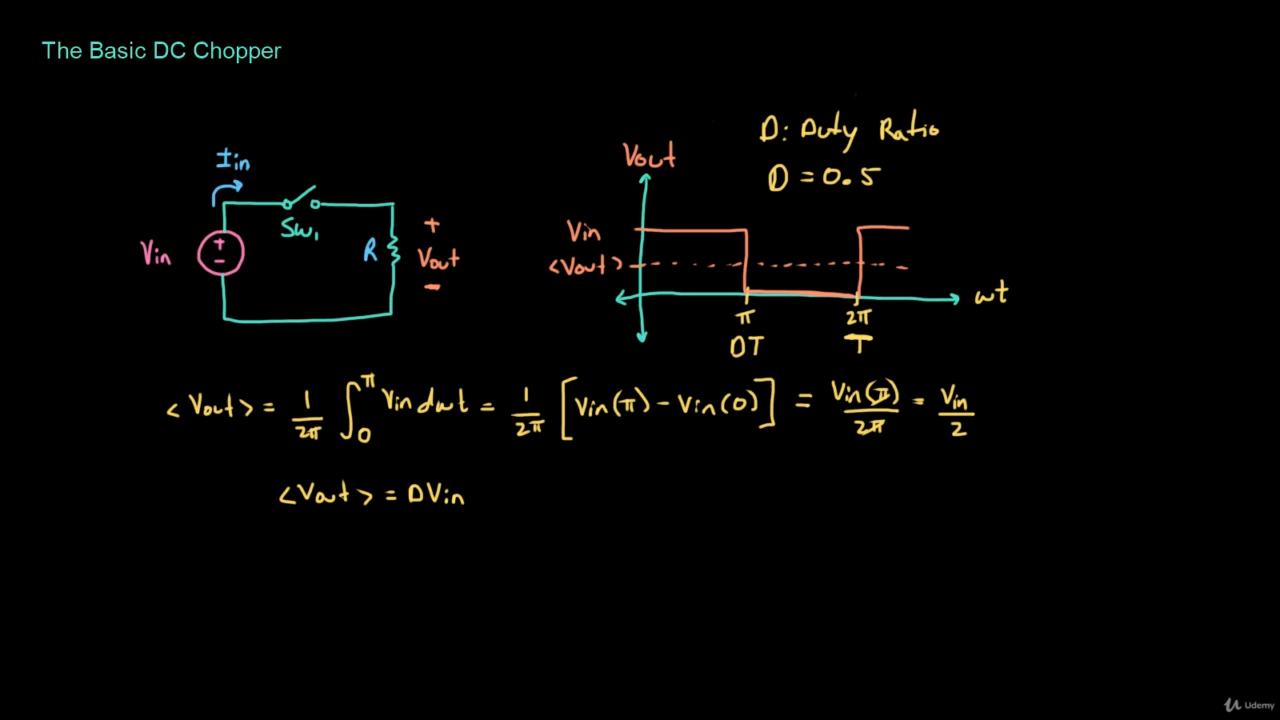 The Basic DC Chopper
D: Duty Ratio
D = 0.5
Iin
SW₁
Vin
R
+
Vout
-
Vout
Vin
<Vout>
ωt
π 2π
DT T
<Vout> = 1/2π ∫₀^π Vin dωt = 1/2π [Vin(π) - Vin(0)] = Vin(π)/2π = Vin/2
<Vout> = DVin
Udemy